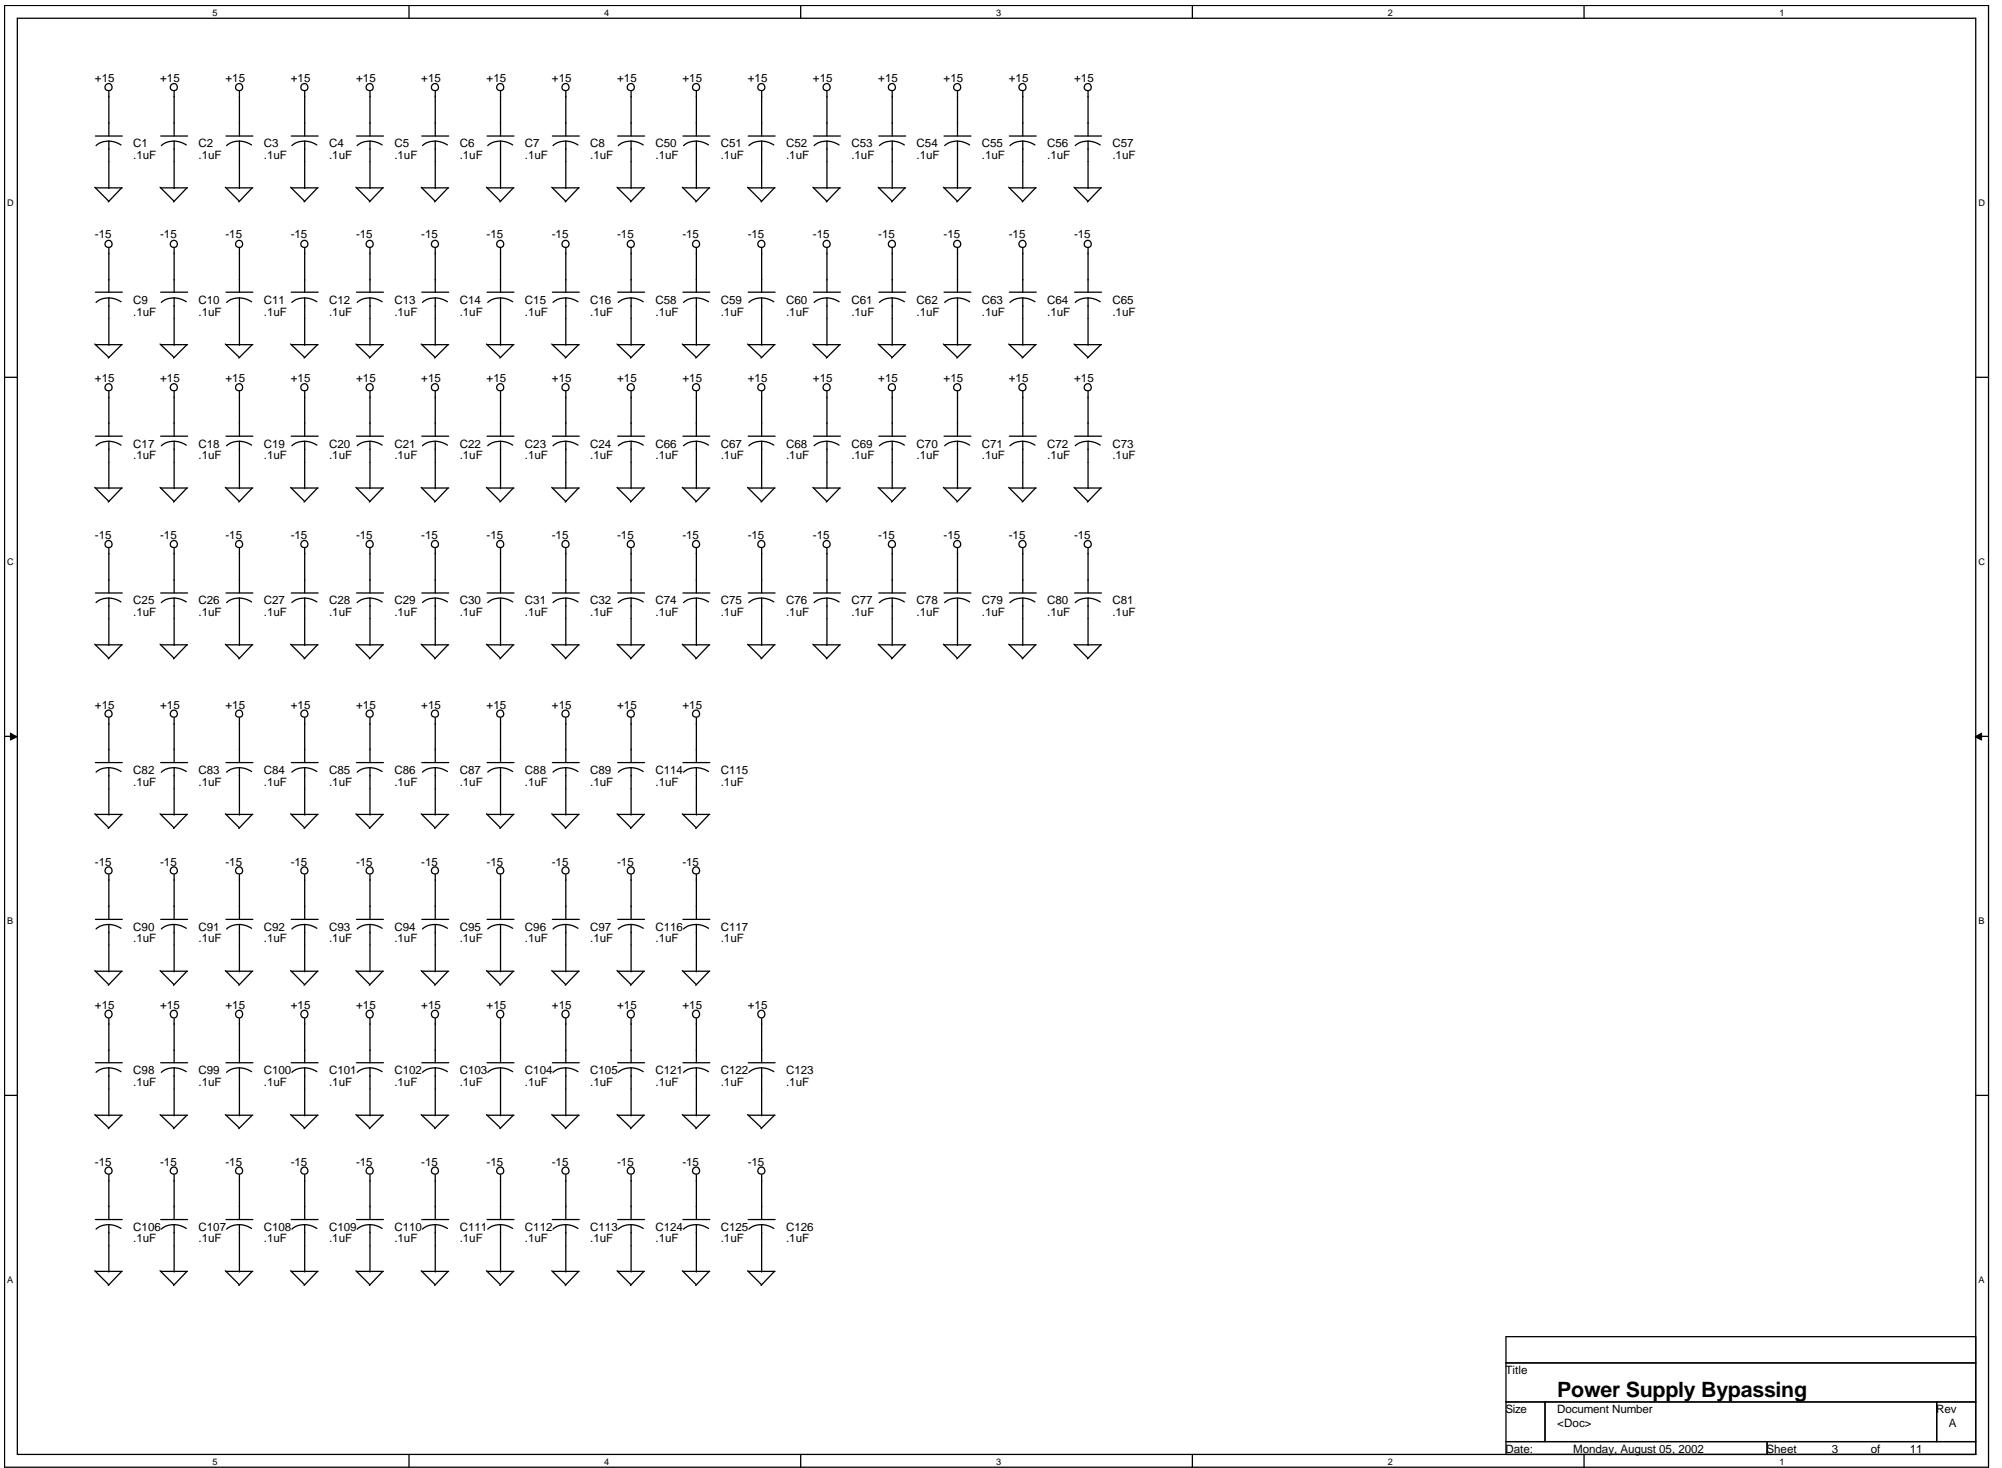 5 4 3 2 1
+15 +15 +15 +15 +15 +15 +15 +15 +15 +15 +15 +15 +15 +15 +15 +15
C1 C2 C3 C4 C5 C6 C7 C8 C50 C51 C52 C53 C54 C55 C56 C57
.1uF .1uF .1uF .1uF .1uF .1uF .1uF .1uF .1uF .1uF .1uF .1uF .1uF .1uF .1uF .1uF
D D
-15 -15 -15 -15 -15 -15 -15 -15 -15 -15 -15 -15 -15 -15 -15 -15
C9 C10 C11 C12 C13 C14 C15 C16 C58 C59 C60 C61 C62 C63 C64 C65
.1uF .1uF .1uF .1uF .1uF .1uF .1uF .1uF .1uF .1uF .1uF .1uF .1uF .1uF .1uF .1uF
+15 +15 +15 +15 +15 +15 +15 +15 +15 +15 +15 +15 +15 +15 +15 +15
C17 C18 C19 C20 C21 C22 C23 C24 C66 C67 C68 C69 C70 C71 C72 C73
.1uF .1uF .1uF .1uF .1uF .1uF .1uF .1uF .1uF .1uF .1uF .1uF .1uF .1uF .1uF .1uF
-15 -15 -15 -15 -15 -15 -15 -15 -15 -15 -15 -15 -15 -15 -15 -15
C C
C25 C26 C27 C28 C29 C30 C31 C32 C74 C75 C76 C77 C78 C79 C80 C81
.1uF .1uF .1uF .1uF .1uF .1uF .1uF .1uF .1uF .1uF .1uF .1uF .1uF .1uF .1uF .1uF
+15 +15 +15 +15 +15 +15 +15 +15 +15 +15
C82 C83 C84 C85 C86 C87 C88 C89 C114 C115
.1uF .1uF .1uF .1uF .1uF .1uF .1uF .1uF .1uF .1uF
-15 -15 -15 -15 -15 -15 -15 -15 -15 -15
B B
C90 C91 C92 C93 C94 C95 C96 C97 C116 C117
.1uF .1uF .1uF .1uF .1uF .1uF .1uF .1uF .1uF .1uF
+15 +15 +15 +15 +15 +15 +15 +15 +15 +15 +15
C98 C99 C100 C101 C102 C103 C104 C105 C121 C122 C123
.1uF .1uF .1uF .1uF .1uF .1uF .1uF .1uF .1uF .1uF .1uF
-15 -15 -15 -15 -15 -15 -15 -15 -15 -15 -15
C106 C107 C108 C109 C110 C111 C112 C113 C124 C125 C126
.1uF .1uF .1uF .1uF .1uF .1uF .1uF .1uF .1uF .1uF .1uF
A A
Title
Power Supply Bypassing
Size Document Number Rev
<Doc> A
Date: Monday, August 05, 2002 Sheet 3 of 11
5 4 3 2 1